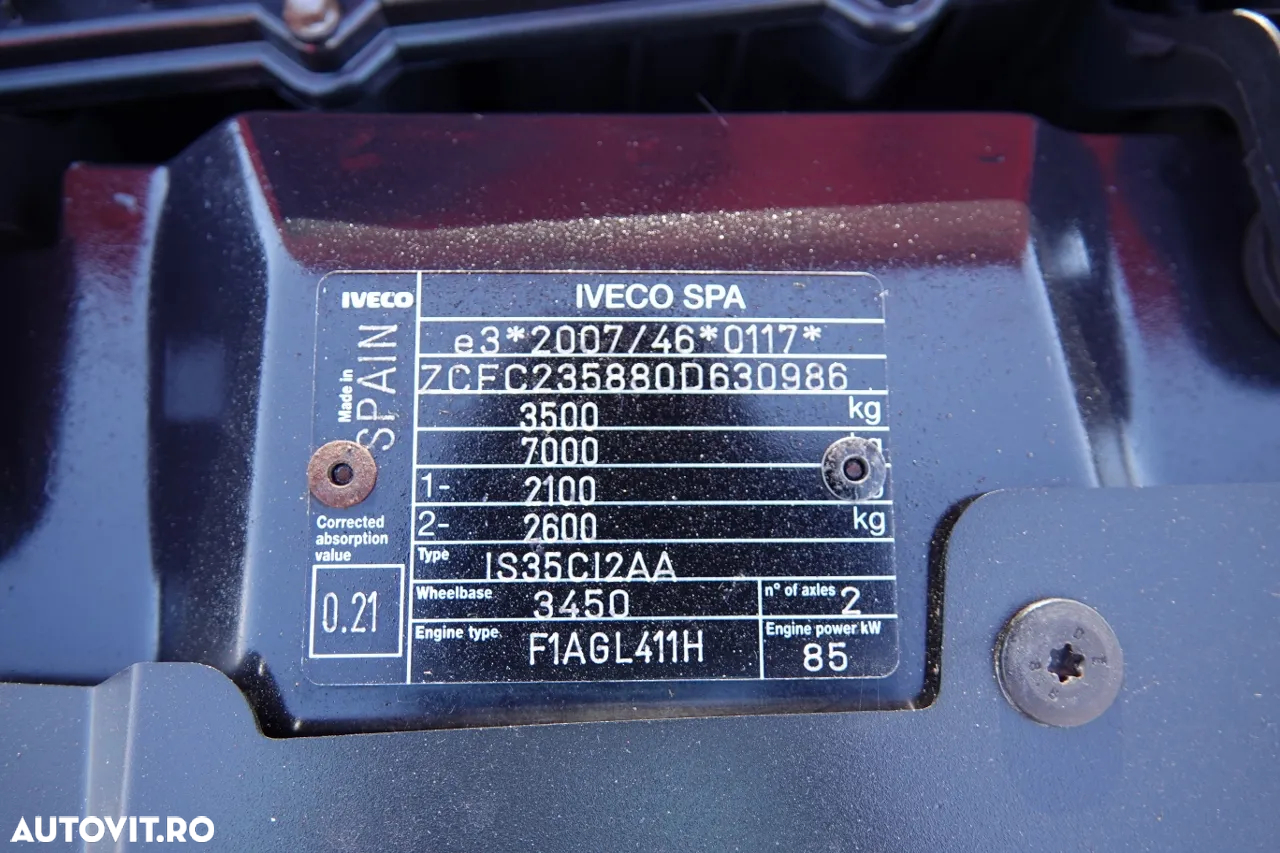 IVECO
IVECO SPA
Made in
SPAIN
e3*2007/46*0117*
ZCFC235880D630986
3500 kg
7000
1- 2100
2- 2600 kg
Corrected
absorption
value
0.21
Type IS35CI2AA
Wheelbase 3450
n° of axles 2
Engine type F1AGL411H
Engine power kW
85
AUTOVIT.RO